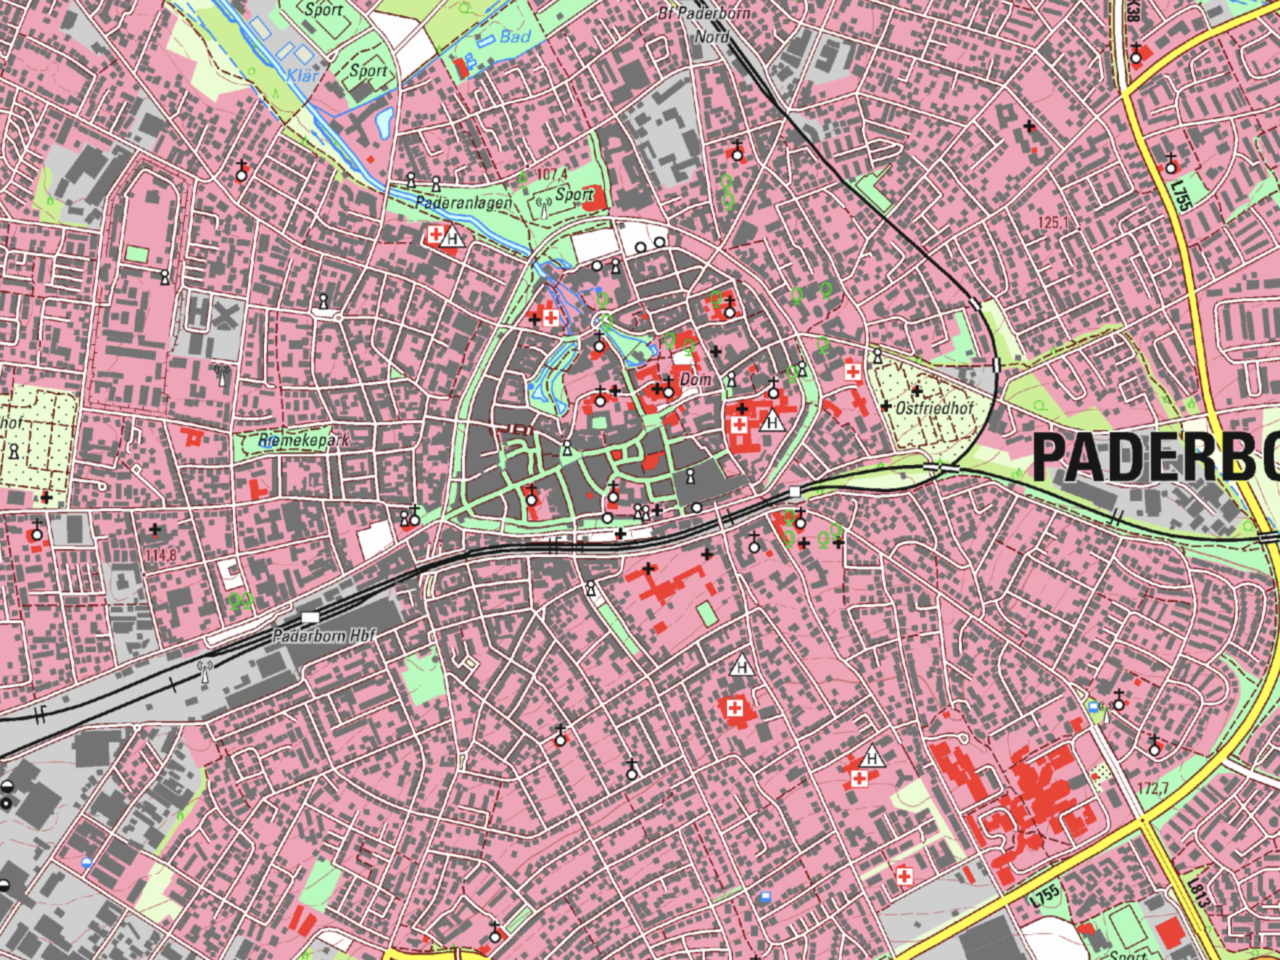 Sport
Bf Paderborn
Nord
K38
Bad
Klär
Sport
107,4
Sport
Paderanlagen
L755
125,1
H
Dom
Ostfriedhof
hof
H
Riemekepark
PADERBO
114,8
Paderborn Hbf
H
H
172,7
L755
L813
Sport